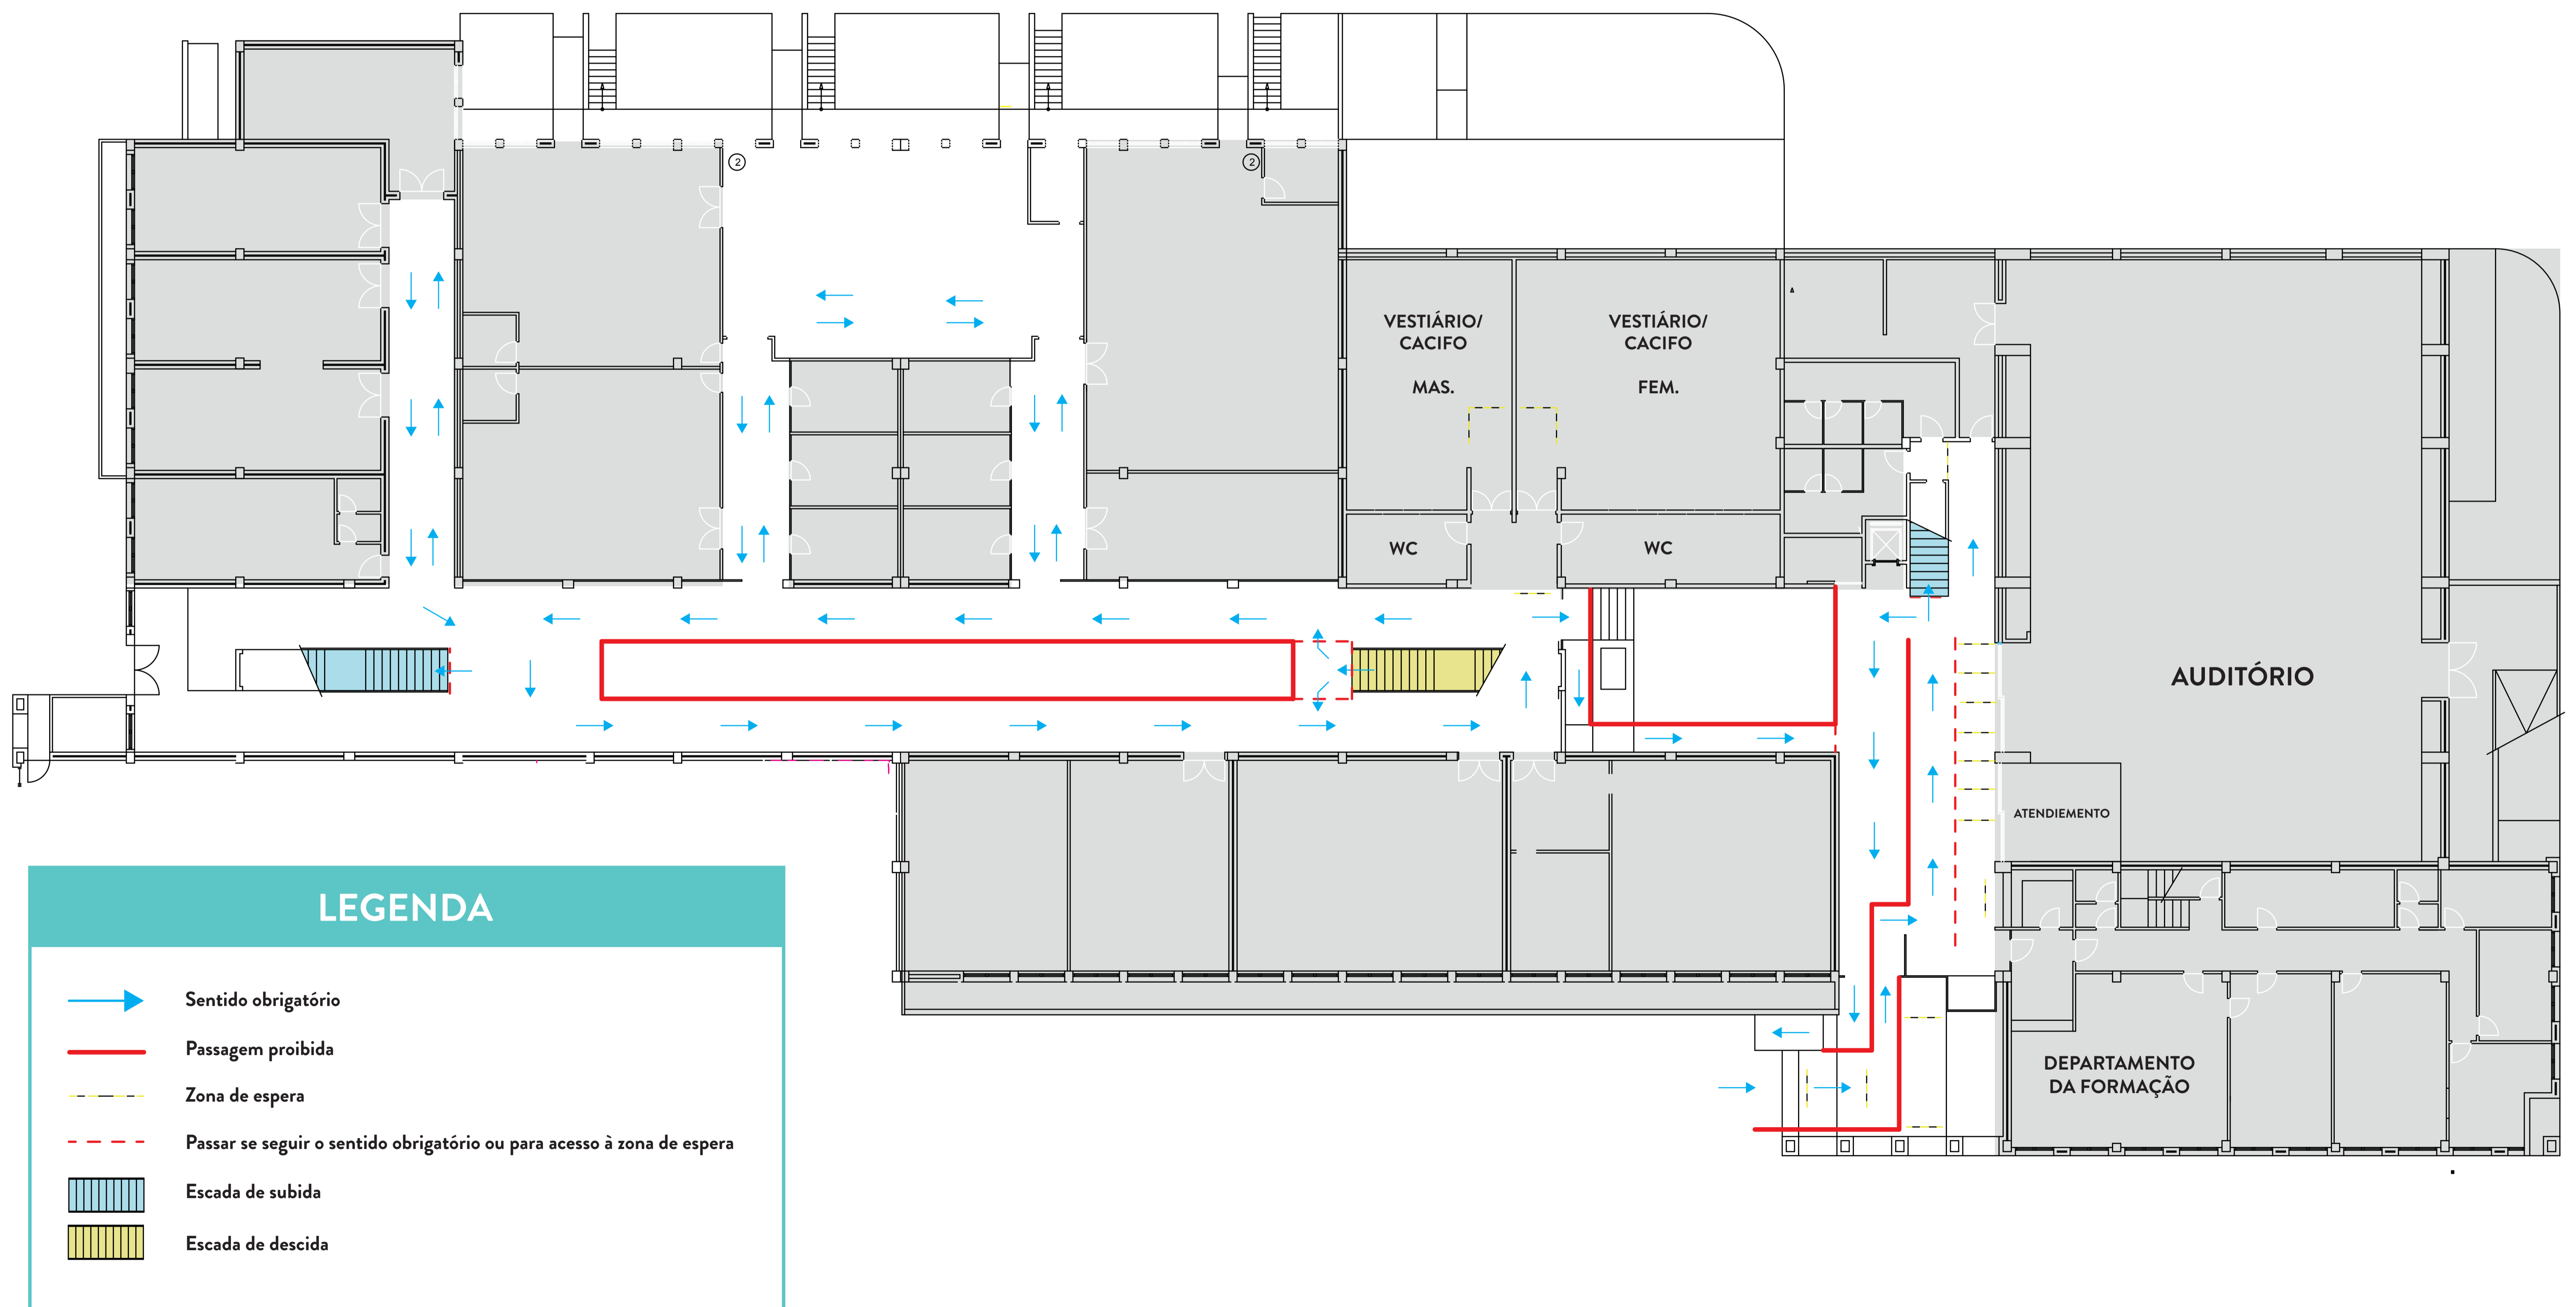 2
2
VESTIÁRIO/
CACIFO
MAS.
VESTIÁRIO/
CACIFO
FEM.
WC
WC
AUDITÓRIO
ATENDIEMENTO
DEPARTAMENTO
DA FORMAÇÃO
LEGENDA
Sentido obrigatório
Passagem proibida
Zona de espera
Passar se seguir o sentido obrigatório ou para acesso à zona de espera
Escada de subida
Escada de descida